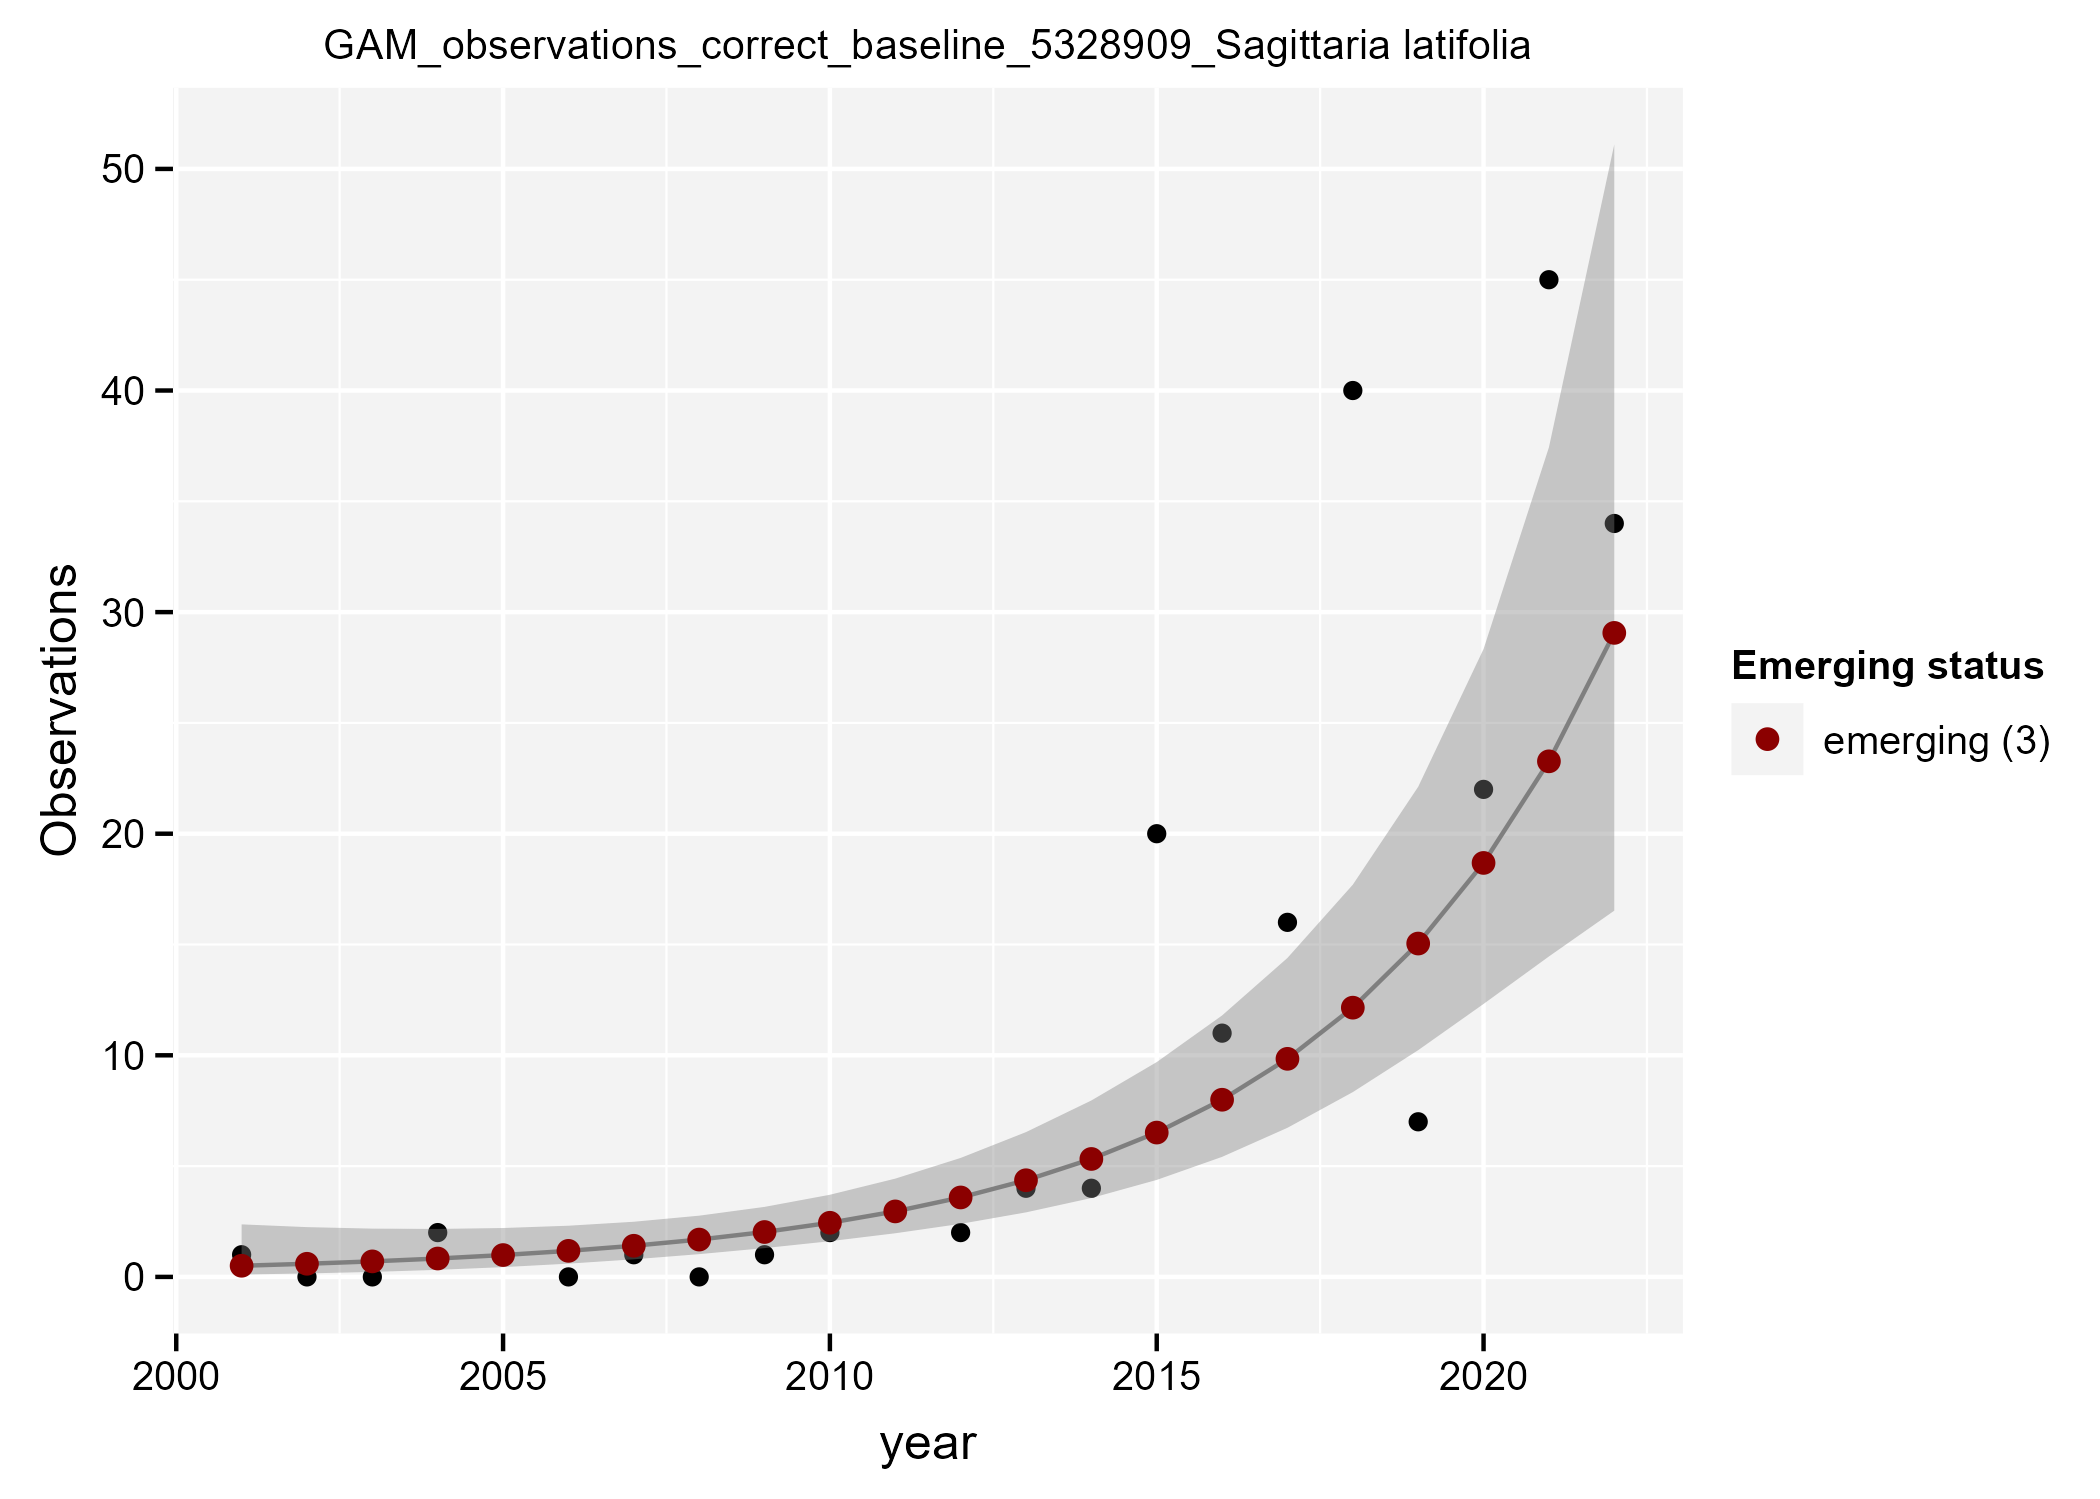 GAM_observations_correct_baseline_5328909_Sagittaria latifolia
Observations
50
40
30
20
10
0
2000 2005 2010 2015 2020
year
Emerging status
emerging (3)